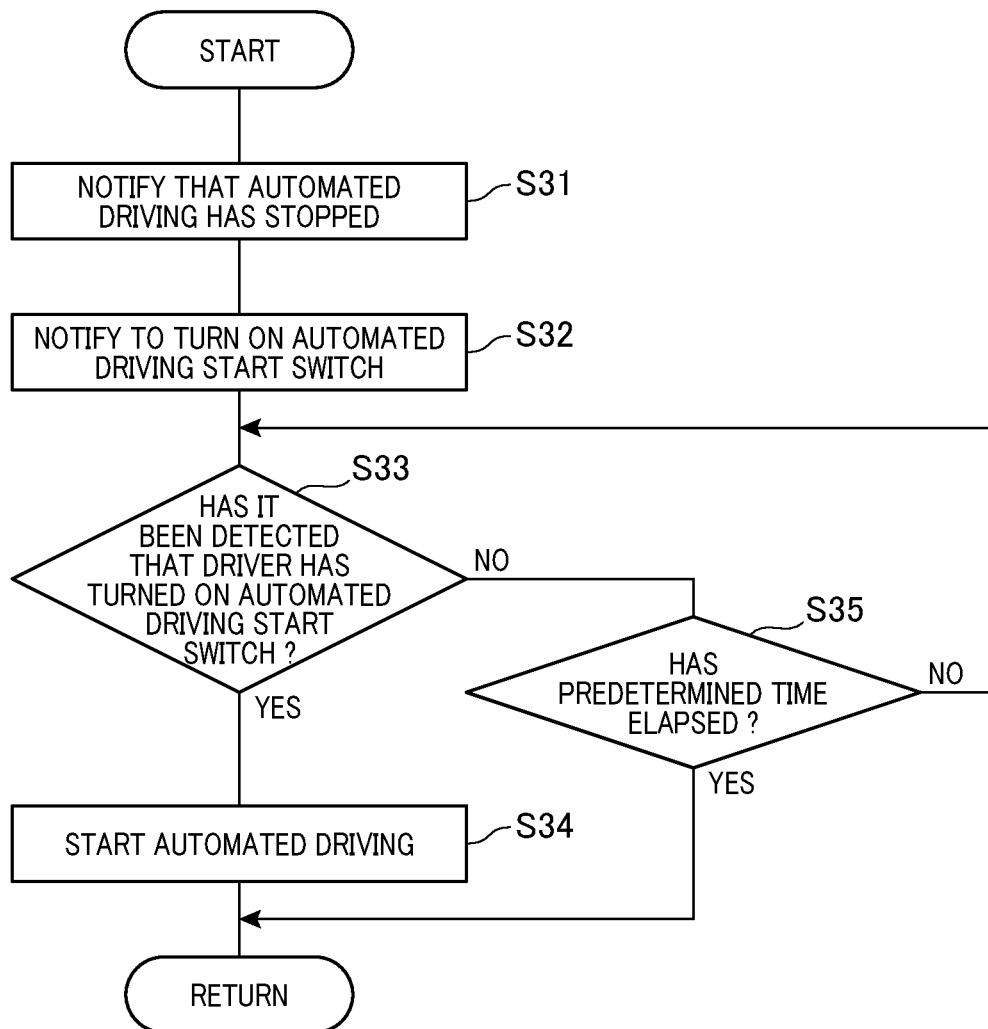 START
NOTIFY THAT AUTOMATED
DRIVING HAS STOPPED
S31
NOTIFY TO TURN ON AUTOMATED
DRIVING START SWITCH
S32
S33
HAS IT
BEEN DETECTED
THAT DRIVER HAS
TURNED ON AUTOMATED
DRIVING START
SWITCH ?
NO
YES
S35
HAS
PREDETERMINED TIME
ELAPSED ?
NO
YES
START AUTOMATED DRIVING
S34
RETURN